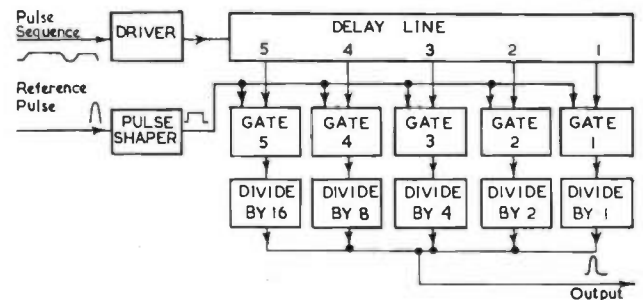 Pulse
Sequence
DRIVER
DELAY LINE
5 4 3 2 1
Reference
Pulse
PULSE
SHAPER
GATE
5
GATE
4
GATE
3
GATE
2
GATE
1
DIVIDE
BY 16
DIVIDE
BY 8
DIVIDE
BY 4
DIVIDE
BY 2
DIVIDE
BY 1
Output